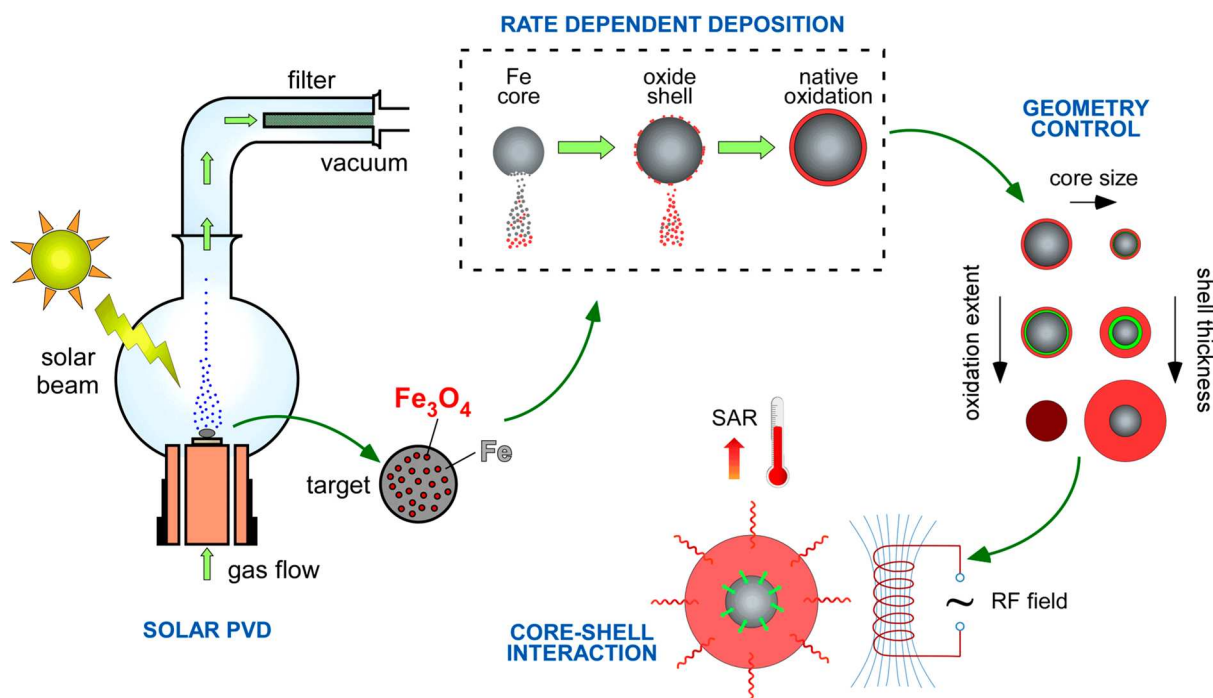 RATE DEPENDENT DEPOSITION
filter
vacuum
Fe
core
oxide
shell
native
oxidation
GEOMETRY
CONTROL
core size
oxidation extent
shell thickness
solar
beam
Fe₃O₄
Fe
target
gas flow
SOLAR PVD
SAR
CORE-SHELL
INTERACTION
~
RF field